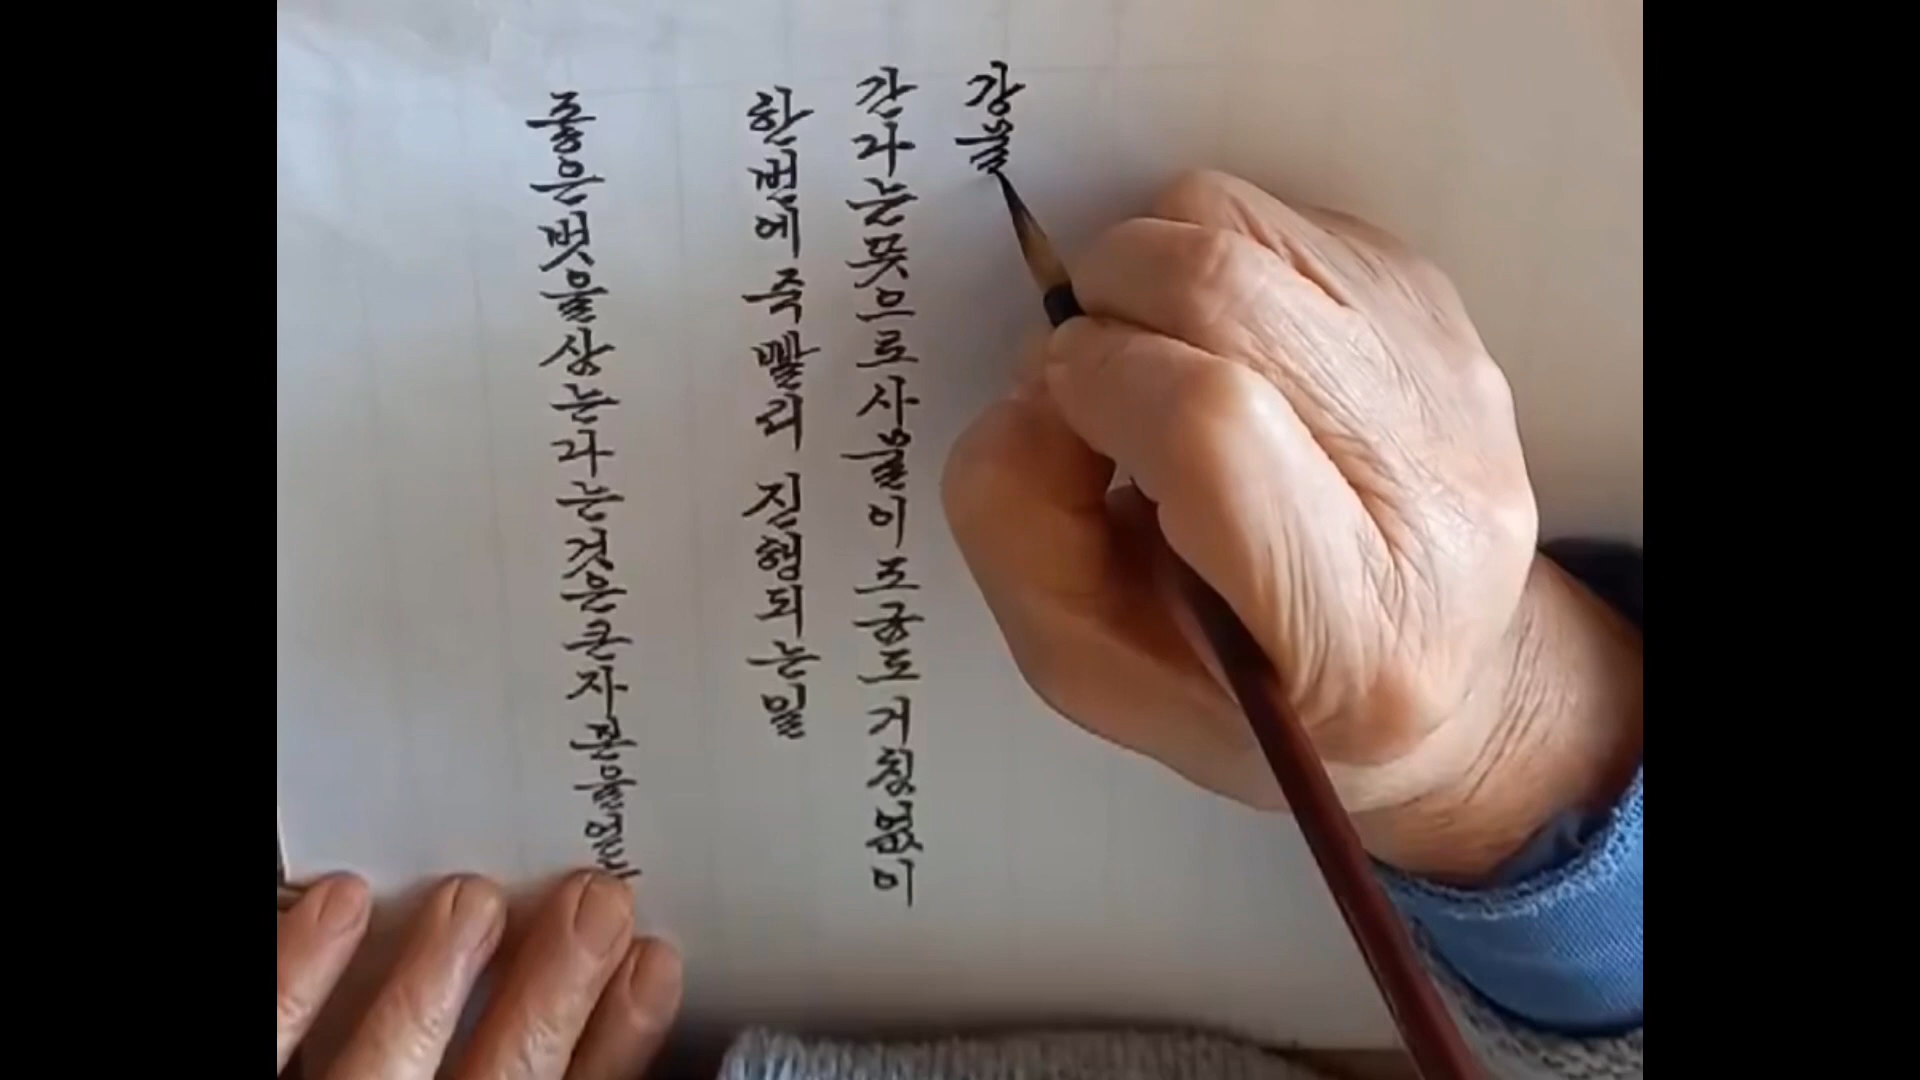 강물
간다는뜻으로사물이 조금도 거침없이
한번에 죽 빨리 진행되는일
좋은벗을삼는다는것은큰자본을얻